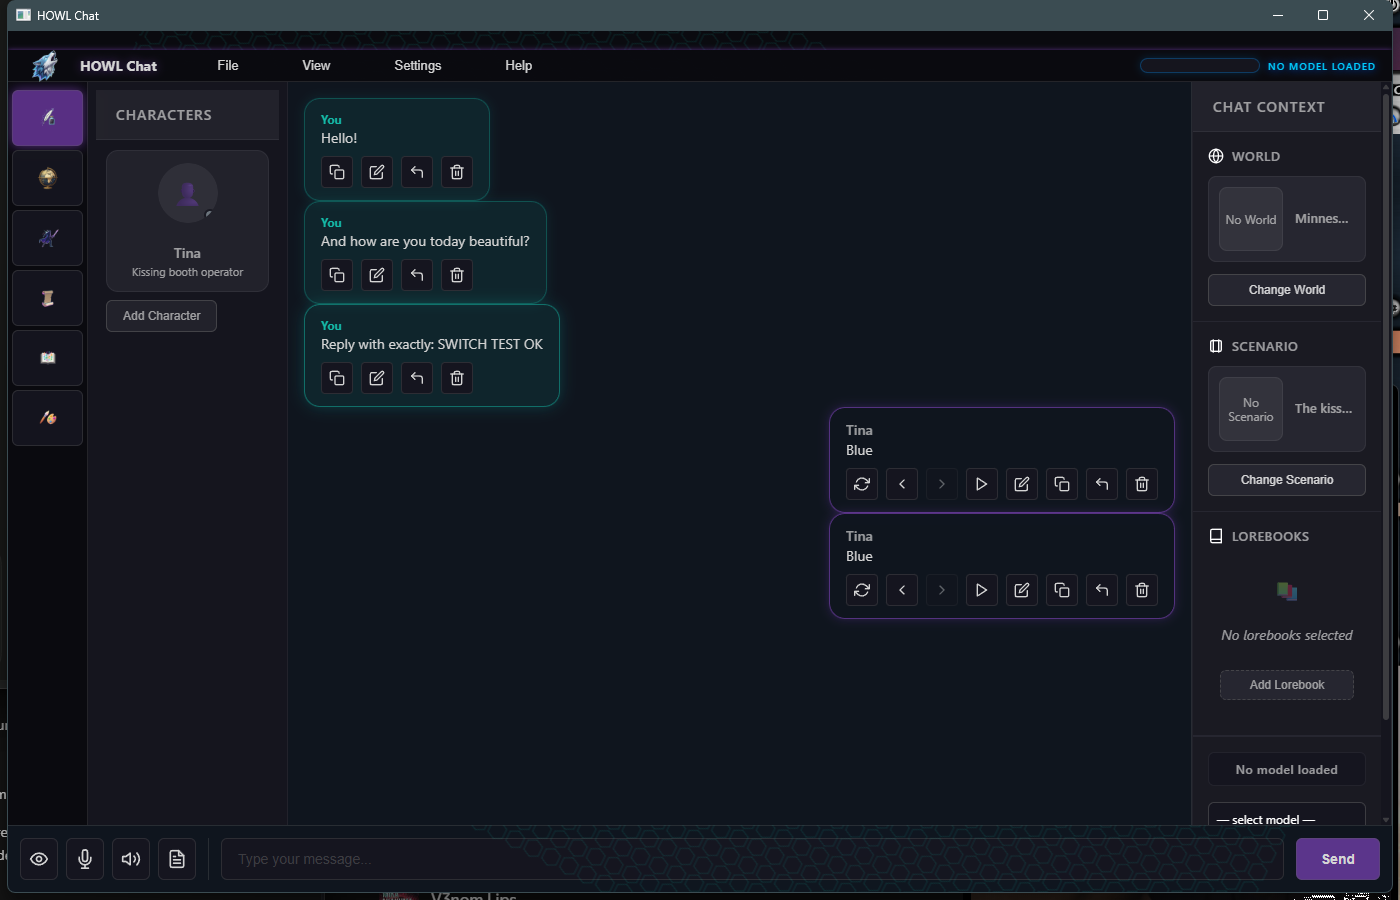 HOWL Chat
HOWL Chat
File
View
Settings
Help
NO MODEL LOADED
CHARACTERS
Tina
Kissing booth operator
Add Character
You
Hello!
You
And how are you today beautiful?
You
Reply with exactly: SWITCH TEST OK
Tina
Blue
Tina
Blue
CHAT CONTEXT
WORLD
No World
Minnes...
Change World
SCENARIO
No
Scenario
The kiss...
Change Scenario
LOREBOOKS
No lorebooks selected
Add Lorebook
No model loaded
— select model —
Type your message...
Send